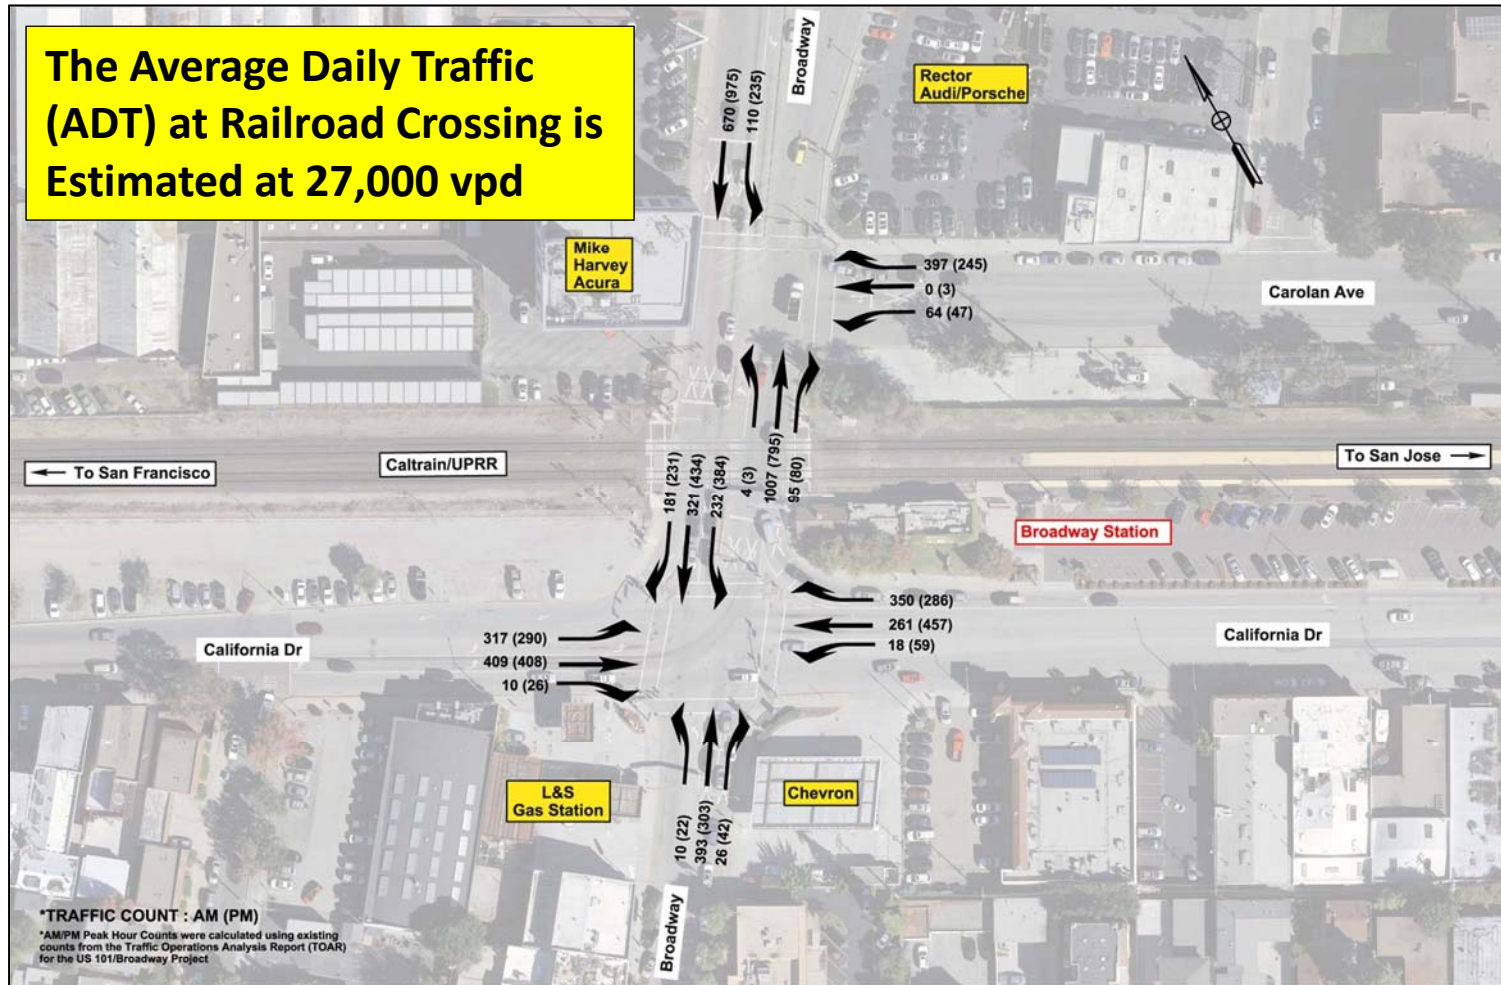 The Average Daily Traffic
(ADT) at Railroad Crossing is
Estimated at 27,000 vpd
670 (975)
110 (235)
Broadway
Rector
Audi/Porsche
Mike
Harvey
Acura
397 (245)
0 (3)
64 (47)
Carolan Ave
← To San Francisco
Caltrain/UPRR
To San Jose →
181 (231)
321 (434)
232 (384)
4 (3)
1007 (795)
95 (80)
Broadway Station
350 (286)
261 (457)
18 (59)
California Dr
317 (290)
409 (408)
10 (26)
California Dr
L&S
Gas Station
Chevron
10 (22)
393 (303)
26 (42)
Broadway
*TRAFFIC COUNT : AM (PM)
*AM/PM Peak Hour Counts were calculated using existing
counts from the Traffic Operations Analysis Report (TOAR)
for the US 101/Broadway Project